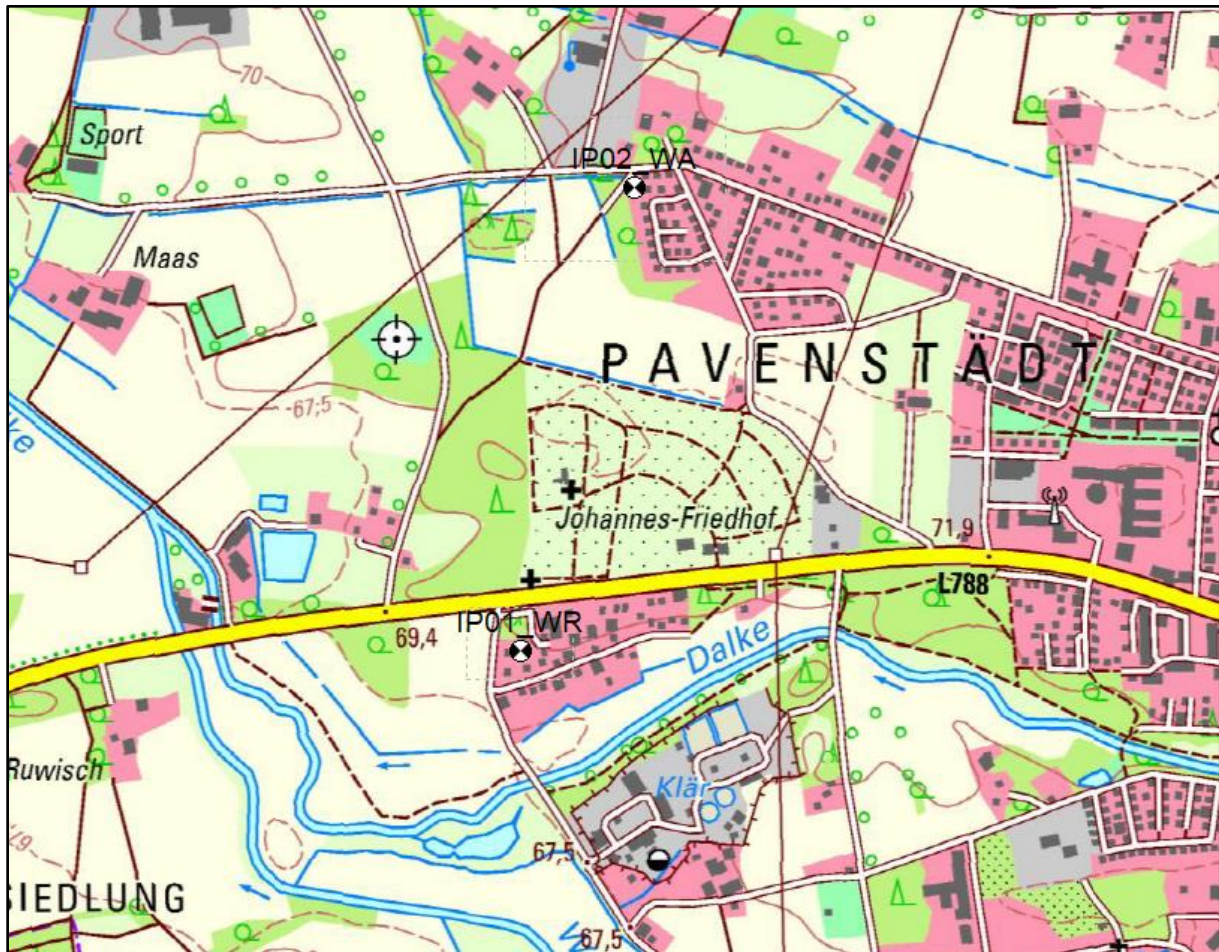 70
Sport
IP02_WA
Maas
PAVENSTÄDT
67,5
Johannes-Friedhof
71,9
L788
IP01_WR
69,4
Dalke
Ruwisch
Klär
67,5
SIEDLUNG
67,5